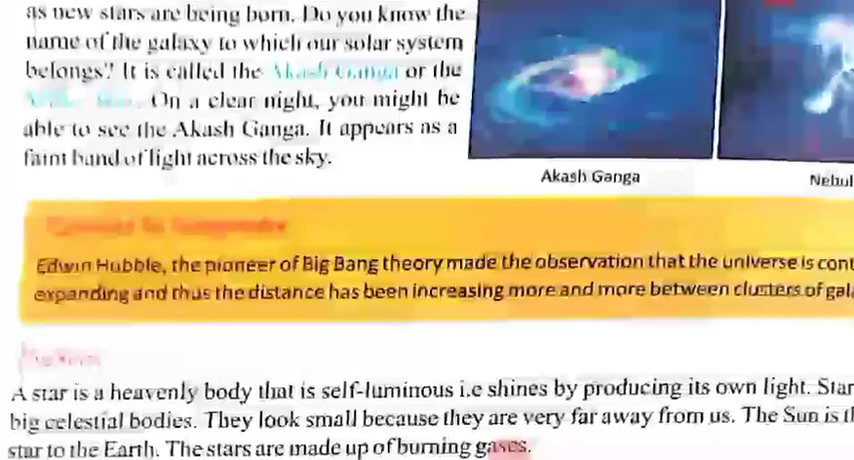 as new stars are being born. Do you know the
name of the galaxy to which our solar system
belongs? It is called the Akash Ganga or the
On a clear night, you might be
able to see the Akash Ganga. It appears as a
faint band of light across the sky.
Akash Ganga
Nebul
Edwin Hubble, the pioneer of Big Bang theory made the observation that the universe is cont
expanding and thus the distance has been increasing more and more between clusters of gal
A star is a heavenly body that is self-luminous i.e shines by producing its own light. Star
big celestial bodies. They look small because they are very far away from us. The Sun is t
star to the Earth. The stars are made up of burning gases.